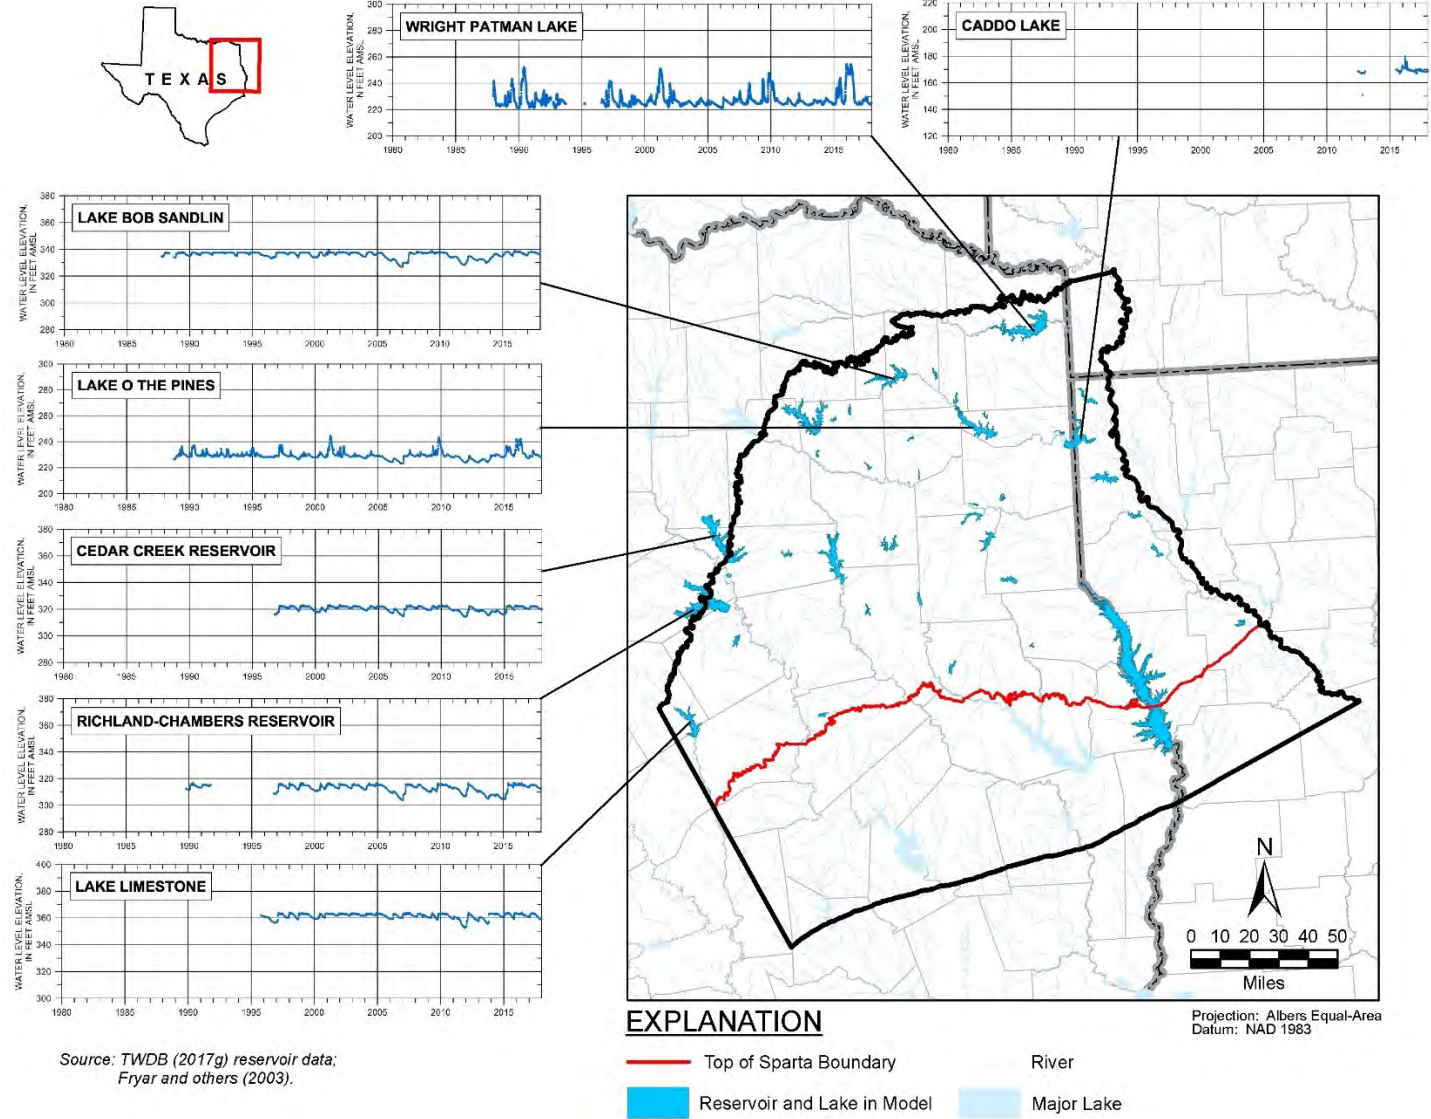 TEXAS
WRIGHT PATMAN LAKE
WATER LEVEL ELEVATION,
IN FEET AMSL
300
280
260
240
220
200
1980 1985 1990 1995 2000 2005 2010 2015
CADDO LAKE
WATER LEVEL ELEVATION,
IN FEET AMSL
220
200
180
160
140
120
1980 1985 1990 1995 2000 2005 2010 2015
LAKE BOB SANDLIN
WATER LEVEL ELEVATION,
IN FEET AMSL
380
360
340
320
300
280
1980 1985 1990 1995 2000 2005 2010 2015
LAKE O THE PINES
WATER LEVEL ELEVATION,
IN FEET AMSL
300
280
260
240
220
200
1980 1985 1990 1995 2000 2005 2010 2015
CEDAR CREEK RESERVOIR
WATER LEVEL ELEVATION,
IN FEET AMSL
380
360
340
320
300
280
1980 1985 1990 1995 2000 2005 2010 2015
RICHLAND-CHAMBERS RESERVOIR
WATER LEVEL ELEVATION,
IN FEET AMSL
380
360
340
320
300
280
1980 1985 1990 1995 2000 2005 2010 2015
LAKE LIMESTONE
WATER LEVEL ELEVATION,
IN FEET AMSL
400
380
360
340
320
300
1980 1985 1990 1995 2000 2005 2010 2015
Source: TWDB (2017g) reservoir data;
Fryar and others (2003).
N
0 10 20 30 40 50
Miles
Projection: Albers Equal-Area
Datum: NAD 1983
EXPLANATION
Top of Sparta Boundary
River
Reservoir and Lake in Model
Major Lake